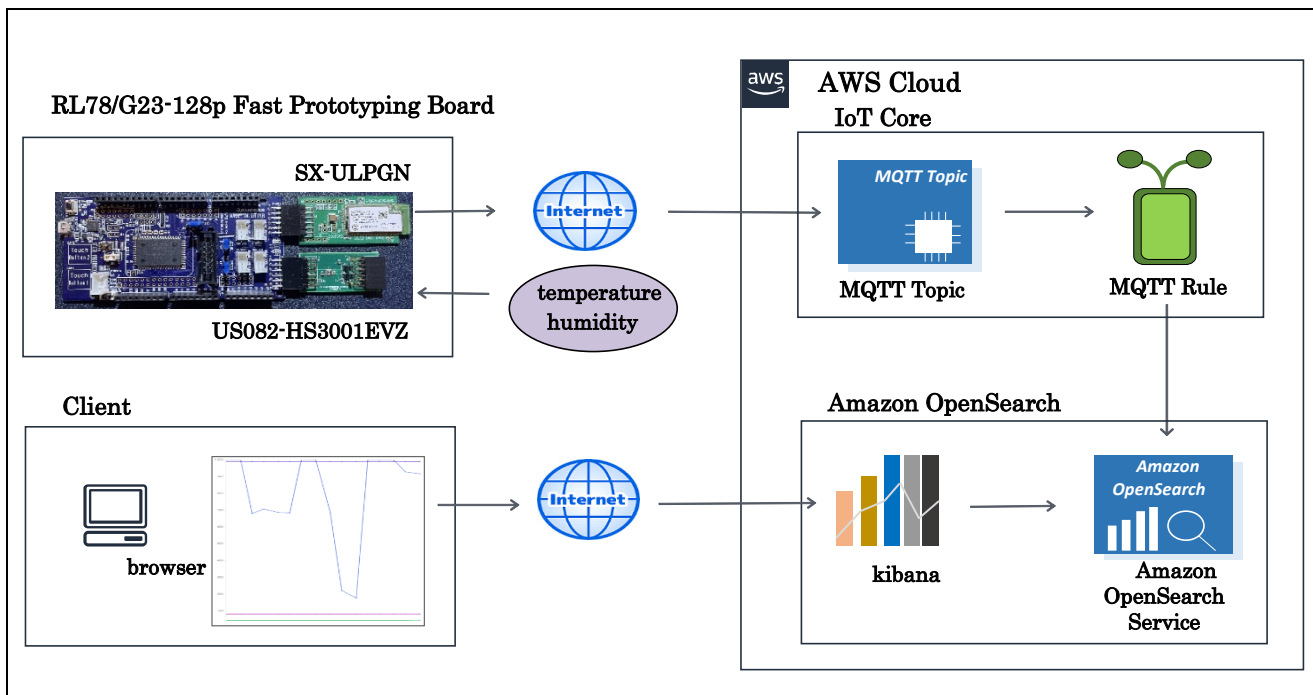 RL78/G23-128p Fast Prototyping Board
SX-ULPGN
US082-HS3001EVZ
Internet
temperature
humidity
aws
AWS Cloud
IoT Core
MQTT Topic
MQTT Topic
MQTT Rule
Client
browser
Internet
Amazon OpenSearch
kibana
Amazon
OpenSearch
Amazon
OpenSearch
Service